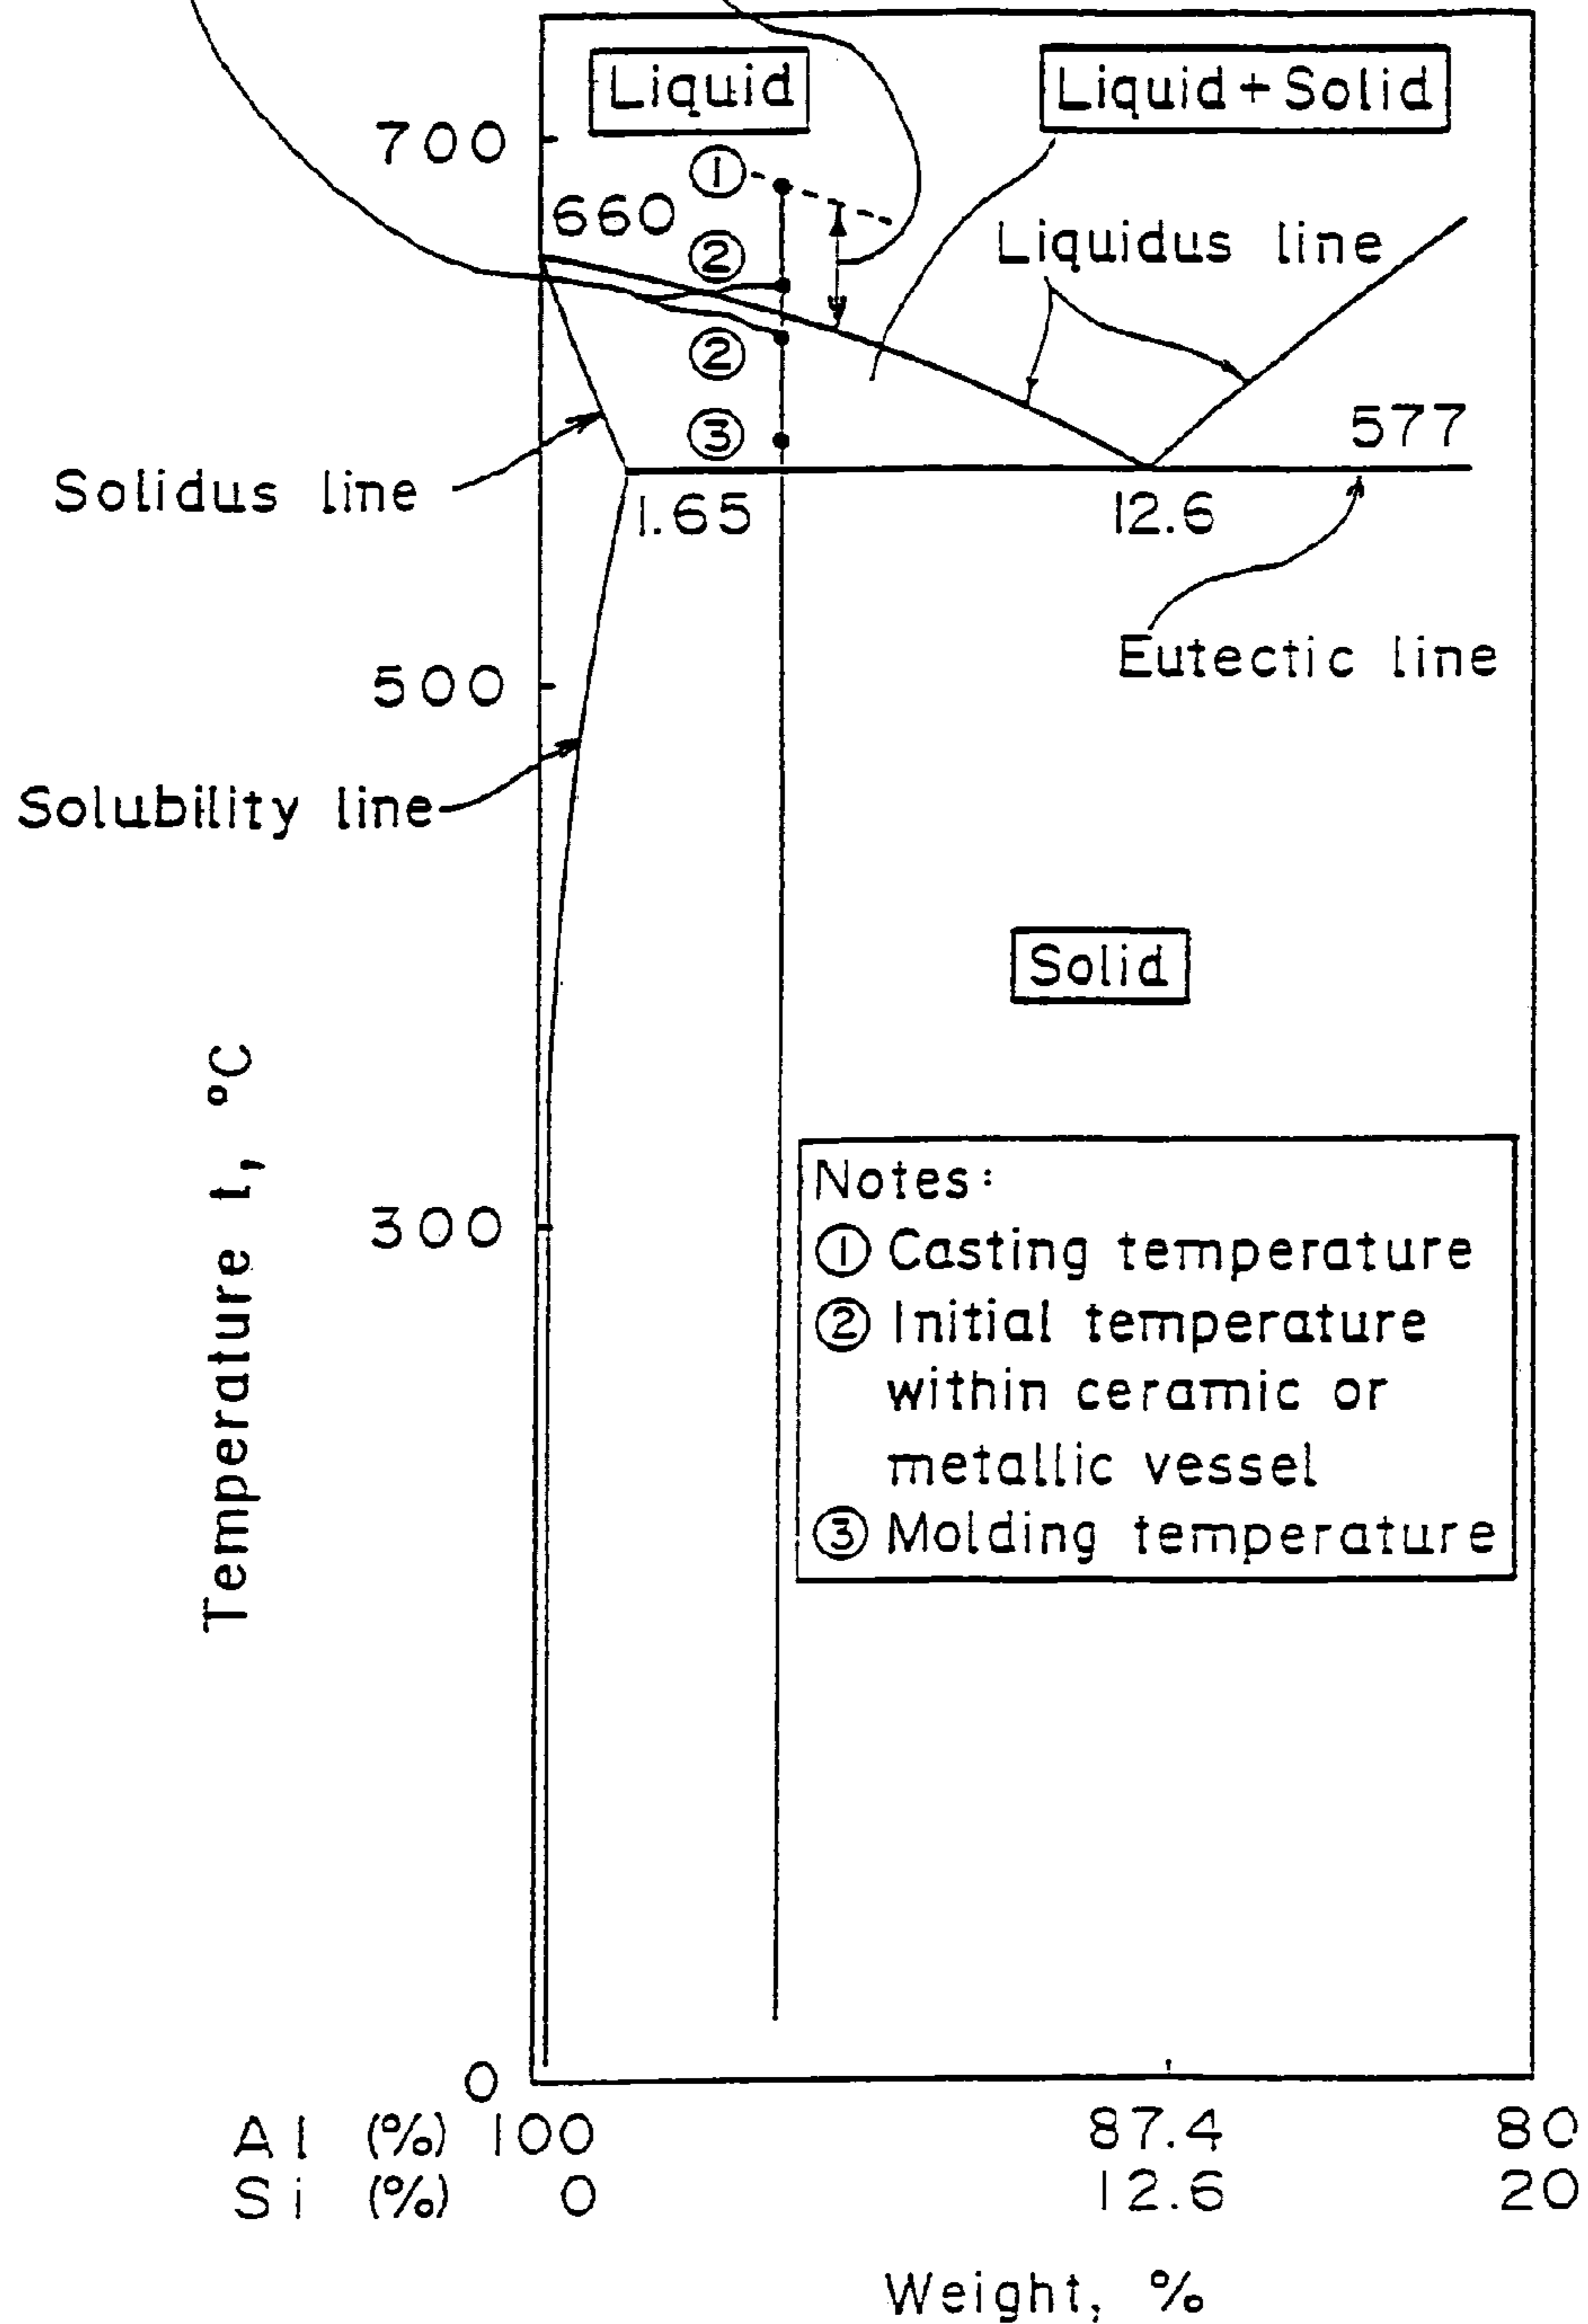 Liquid
Liquid+Solid
700
①
660
②
Liquidus line
②
③
577
Solidus line
1.65
12.6
Eutectic line
500
Solubility line
Solid
Temperature t, °C
300
Notes:
① Casting temperature
② Initial temperature
within ceramic or
metallic vessel
③ Molding temperature
0
Al (%) 100 87.4 80
Si (%) 0 12.6 20
Weight, %